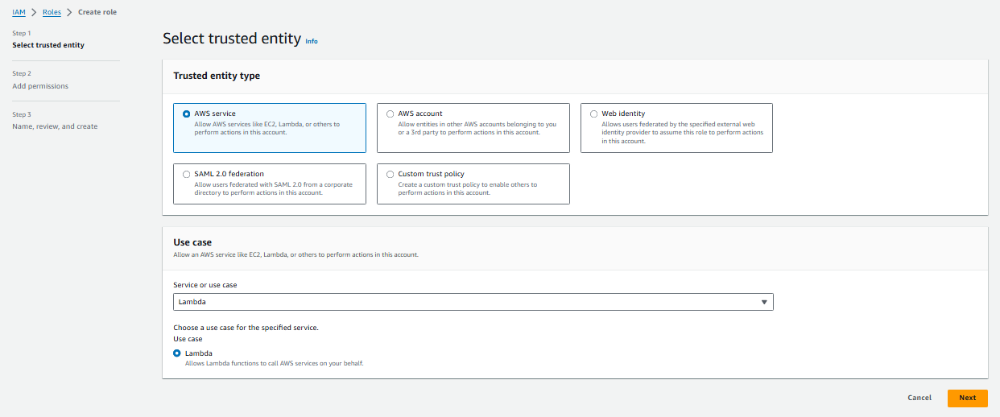 IAM > Roles > Create role
Step 1
Select trusted entity
Step 2
Add permissions
Step 3
Name, review, and create
Select trusted entity Info
Trusted entity type
AWS service
Allow AWS services like EC2, Lambda, or others to
perform actions in this account.
AWS account
Allow entities in other AWS accounts belonging to you
or a 3rd party to perform actions in this account.
Web identity
Allows users federated by the specified external web
identity provider to assume this role to perform actions
in this account.
SAML 2.0 federation
Allow users federated with SAML 2.0 from a corporate
directory to perform actions in this account.
Custom trust policy
Create a custom trust policy to enable others to
perform actions in this account.
Use case
Allow an AWS service like EC2, Lambda, or others to perform actions in this account.
Service or use case
Lambda
Choose a use case for the specified service.
Use case
Lambda
Allows Lambda functions to call AWS services on your behalf.
Cancel
Next